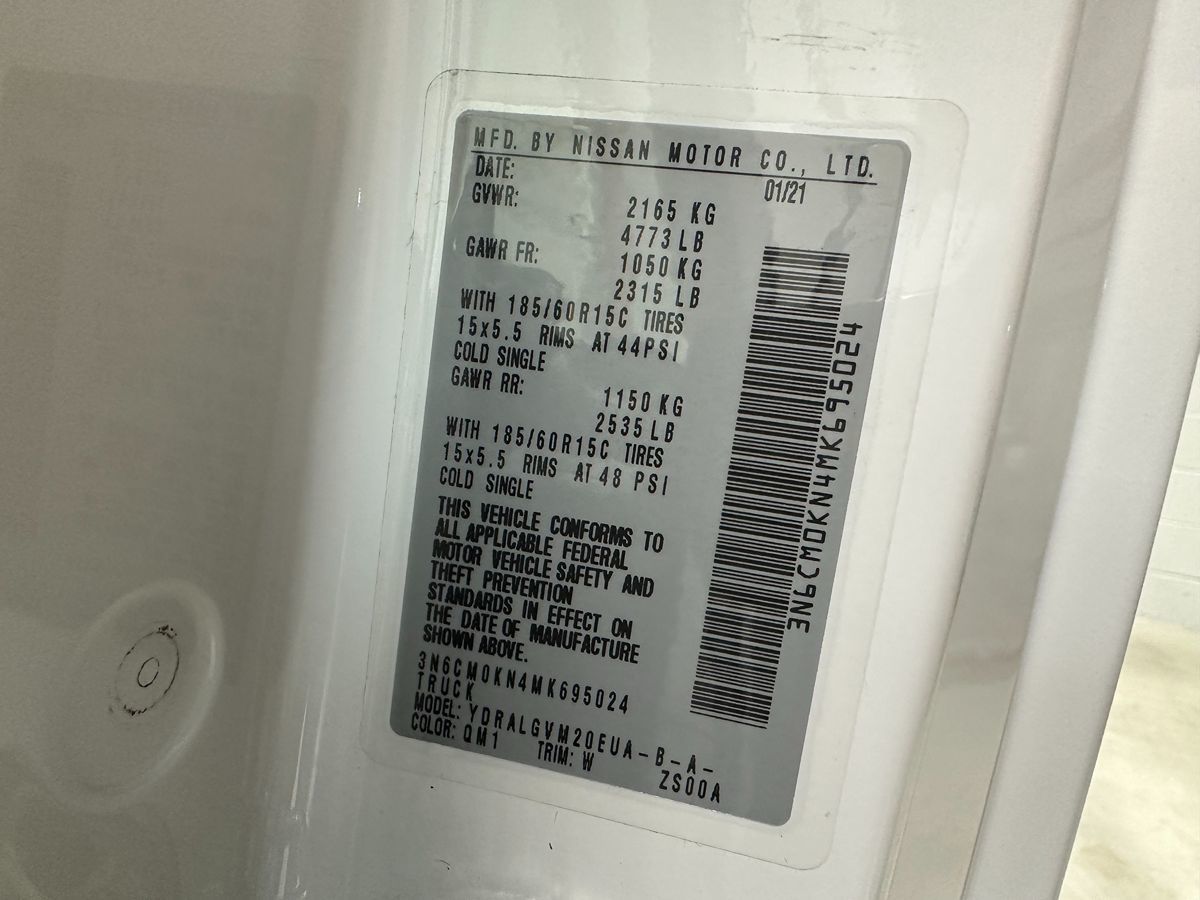 MFD. BY NISSAN MOTOR CO., LTD.
DATE: 01/21
GVWR: 2165 KG
4773 LB
GAWR FR: 1050 KG
2315 LB
WITH 185/60R15C TIRES
15x5.5 RIMS AT 44PSI
COLD SINGLE
GAWR RR: 1150 KG
2535 LB
WITH 185/60R15C TIRES
15x5.5 RIMS AT 48 PSI
COLD SINGLE
THIS VEHICLE CONFORMS TO
ALL APPLICABLE FEDERAL
MOTOR VEHICLE SAFETY AND
THEFT PREVENTION
STANDARDS IN EFFECT ON
THE DATE OF MANUFACTURE
SHOWN ABOVE.
3N6CM0KN4MK695024
TRUCK
MODEL: YDRALGVM20EUA-B-A-
COLOR: QM1 TRIM: W ZS00A
3N6CM0KN4MK695024